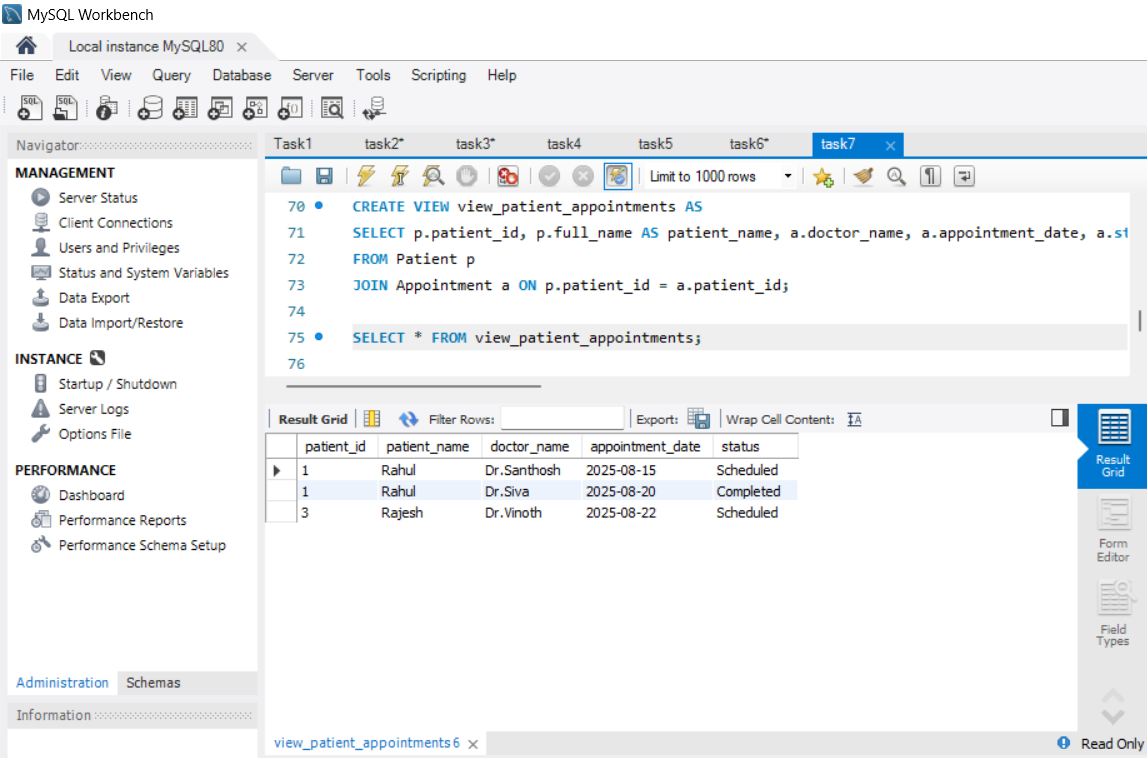 MySQL Workbench
Local instance MySQL80
File Edit View Query Database Server Tools Scripting Help
Navigator
MANAGEMENT
Server Status
Client Connections
Users and Privileges
Status and System Variables
Data Export
Data Import/Restore
INSTANCE
Startup / Shutdown
Server Logs
Options File
PERFORMANCE
Dashboard
Performance Reports
Performance Schema Setup
Administration Schemas
Information
Task1 task2* task3* task4 task5 task6* task7
Limit to 1000 rows
70 CREATE VIEW view_patient_appointments AS
71 SELECT p.patient_id, p.full_name AS patient_name, a.doctor_name, a.appointment_date, a.st
72 FROM Patient p
73 JOIN Appointment a ON p.patient_id = a.patient_id;
74
75 SELECT * FROM view_patient_appointments;
76
Result Grid Filter Rows: Export: Wrap Cell Content:
patient_id patient_name doctor_name appointment_date status
1 Rahul Dr.Santhosh 2025-08-15 Scheduled
1 Rahul Dr.Siva 2025-08-20 Completed
3 Rajesh Dr.Vinoth 2025-08-22 Scheduled
Result
Grid
Form
Editor
Field
Types
view_patient_appointments 6
Read Only